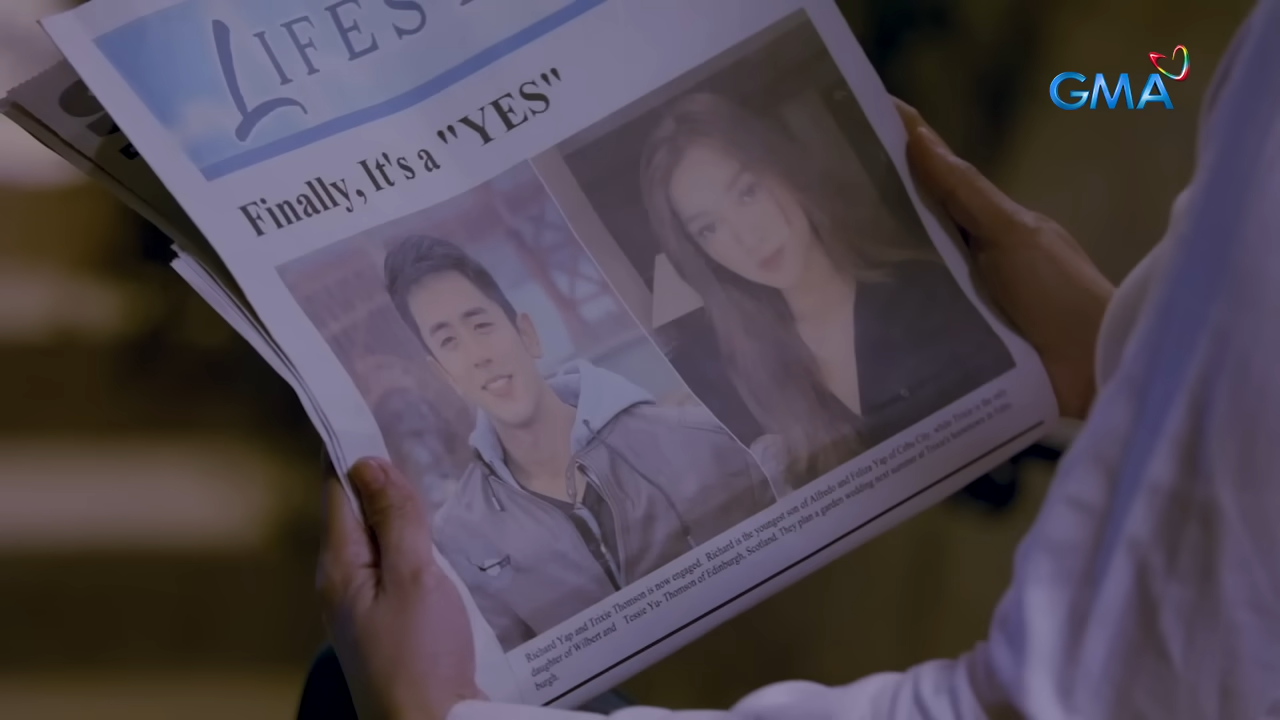 LIFES
GMA
Finally, It's a "YES"
Richard Yap and Trixie Thomson is now engaged. Richard is the youngest son of Alfredo and Feliza Yap of Cebu City, while Trixie is the only
daughter of Wilbert and Tessie Yu- Thomson of Edinburgh, Scotland. They plan a garden wedding next summer at Trixie's hometown in Edin-
burgh.